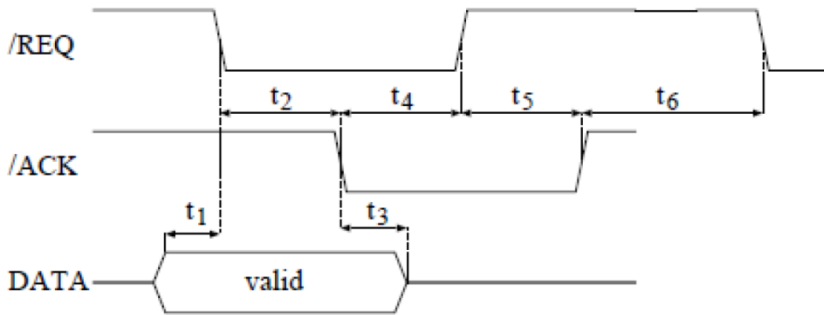 /REQ
t2 t4 t5 t6
/ACK
t1 t3
DATA valid